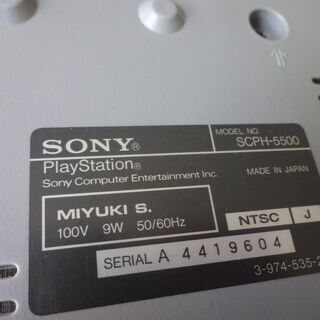 SONY®
MODEL NO. SCPH-5500
PlayStation®
Sony Computer Entertainment Inc.
MADE IN JAPAN
MIYUKI S.
100V 9W 50/60Hz
NTSC J
SERIAL A 4419604
3-974-535-2